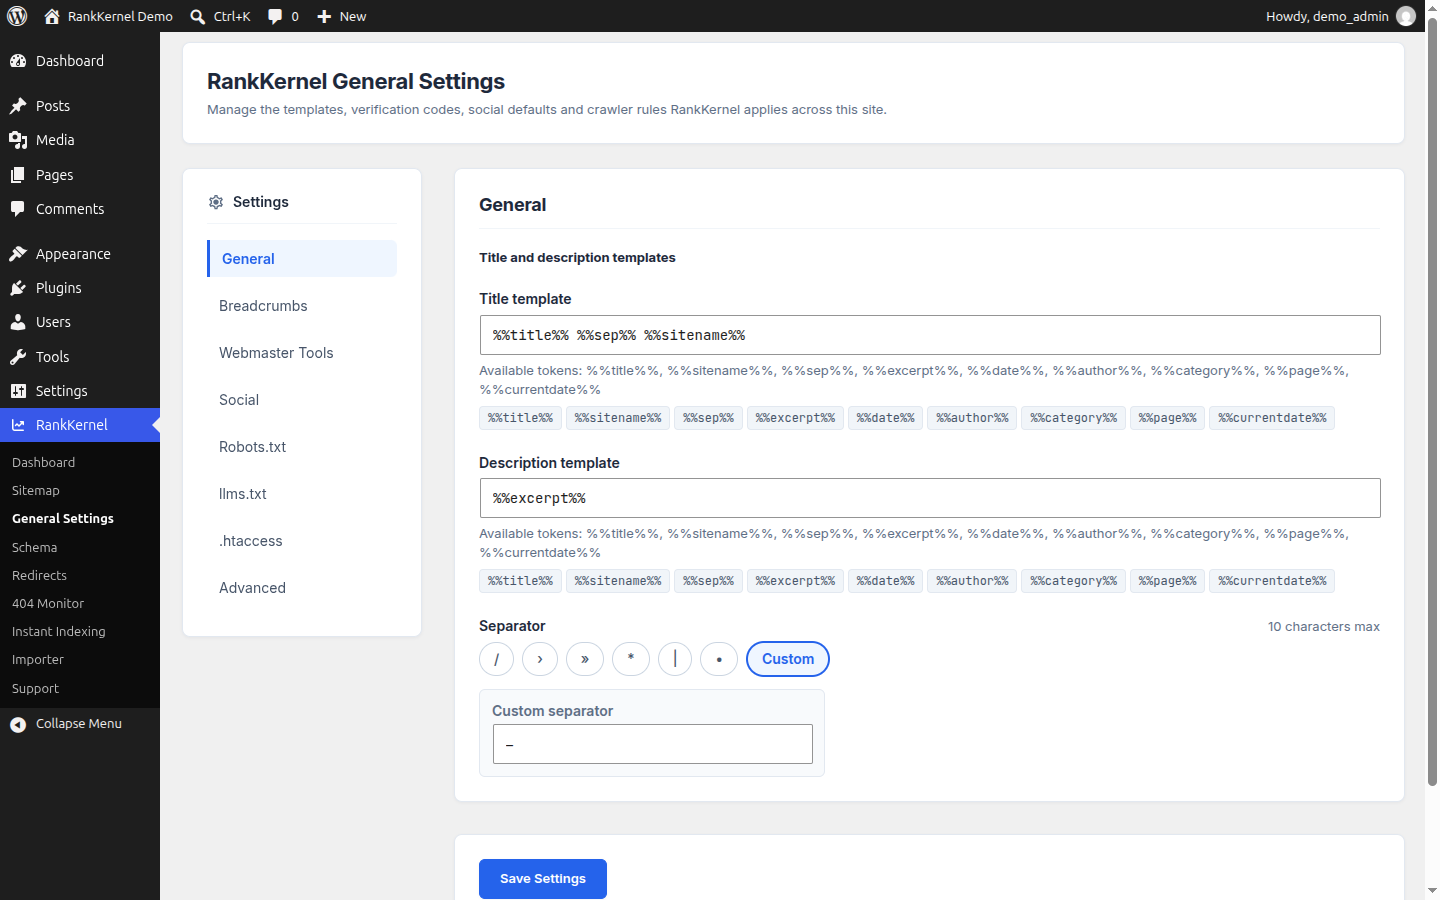 RankKernel Demo
Ctrl+K
0
New
Howdy, demo_admin
Dashboard
Posts
Media
Pages
Comments
Appearance
Plugins
Users
Tools
Settings
RankKernel
Dashboard
Sitemap
General Settings
Schema
Redirects
404 Monitor
Instant Indexing
Importer
Support
Collapse Menu
RankKernel General Settings
Manage the templates, verification codes, social defaults and crawler rules RankKernel applies across this site.
Settings
General
Breadcrumbs
Webmaster Tools
Social
Robots.txt
llms.txt
.htaccess
Advanced
General
Title and description templates
Title template
%%title%% %%sep%% %%sitename%%
Available tokens: %%title%%, %%sitename%%, %%sep%%, %%excerpt%%, %%date%%, %%author%%, %%category%%, %%page%%,
%%currentdate%%
%%title%% %%sitename%% %%sep%% %%excerpt%% %%date%% %%author%% %%category%% %%page%% %%currentdate%%
Description template
%%excerpt%%
Available tokens: %%title%%, %%sitename%%, %%sep%%, %%excerpt%%, %%date%%, %%author%%, %%category%%, %%page%%,
%%currentdate%%
%%title%% %%sitename%% %%sep%% %%excerpt%% %%date%% %%author%% %%category%% %%page%% %%currentdate%%
Separator
10 characters max
/ › » * | • Custom
Custom separator
–
Save Settings